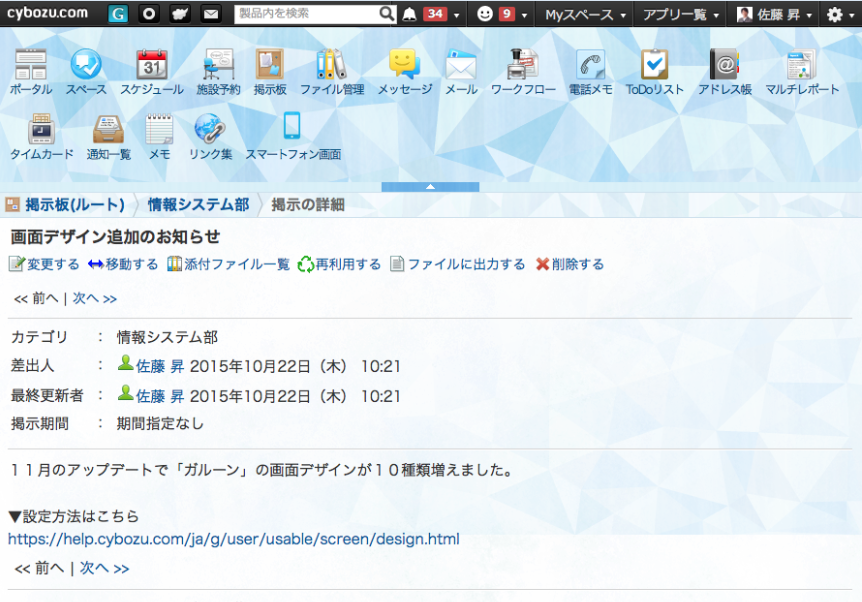 cybozu.com G 製品内を検索 34 9 Myスペース アプリ一覧 佐藤 昇
ポータル スペース スケジュール 施設予約 掲示板 ファイル管理 メッセージ メール ワークフロー 電話メモ ToDoリスト アドレス帳 マルチレポート
タイムカード 通知一覧 メモ リンク集 スマートフォン画面
掲示板(ルート) 情報システム部 掲示の詳細
画面デザイン追加のお知らせ
変更する 移動する 添付ファイル一覧 再利用する ファイルに出力する 削除する
<< 前へ | 次へ >>
カテゴリ : 情報システム部
差出人 : 佐藤 昇 2015年10月22日（木） 10:21
最終更新者 : 佐藤 昇 2015年10月22日（木） 10:21
掲示期間 : 期間指定なし
１１月のアップデートで「ガルーン」の画面デザインが１０種類増えました。
▼設定方法はこちら
https://help.cybozu.com/ja/g/user/usable/screen/design.html
<< 前へ | 次へ >>